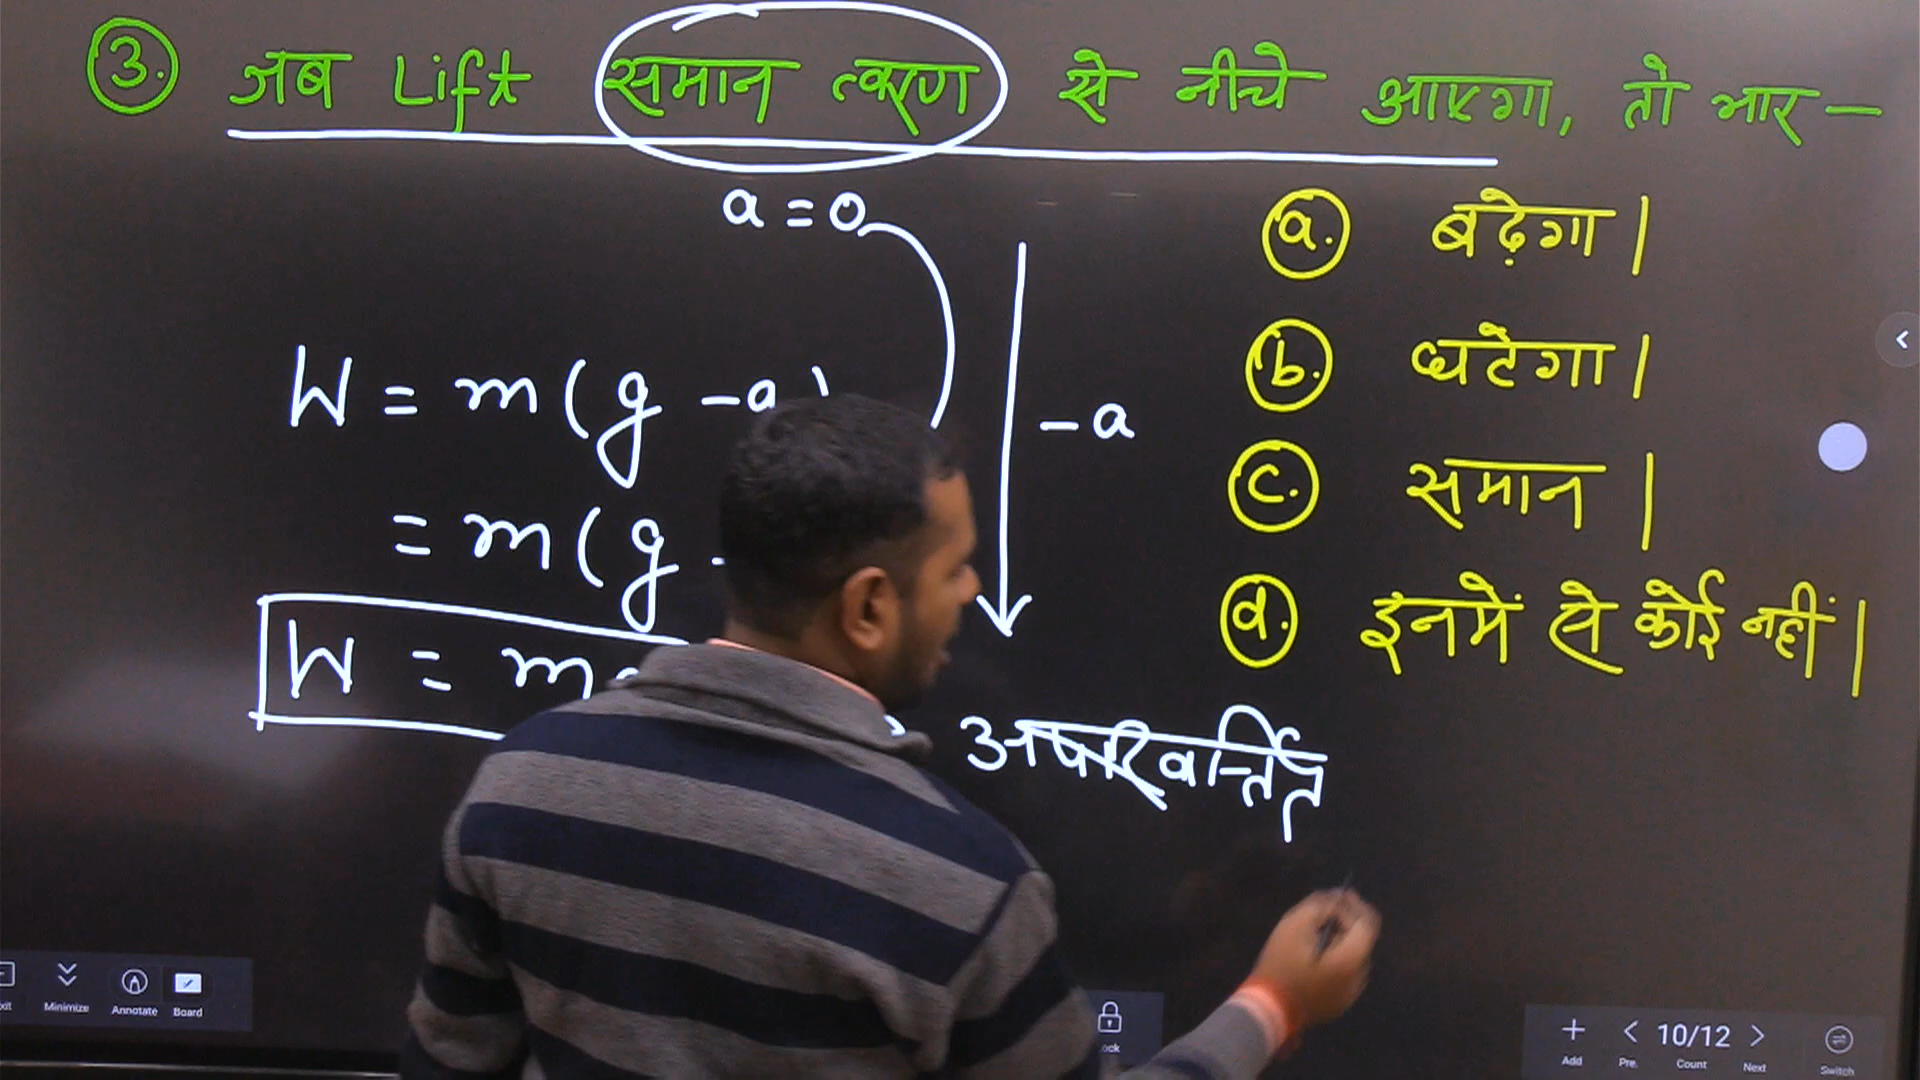 3. जब Lift समान त्वरण से नीचे आएगा, तो भार —
a = 0
a. बढ़ेगा |
b. घटेगा |
c. समान |
d. इनमें से कोई नहीं |
W = m(g - a)
- a
= m(g -
W = m
अपरिवर्तित
Minimize
Annotate
Board
+ < 10/12 >
Add Pre. Count Next Switch